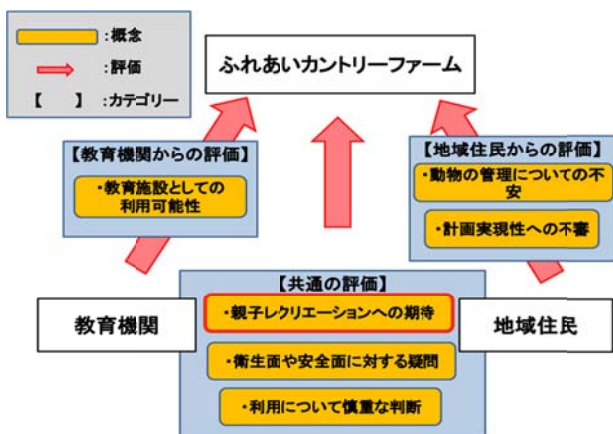 :概念
:評価
【 】:カテゴリー
ふれあいカントリーファーム
【教育機関からの評価】
・教育施設としての
利用可能性
【地域住民からの評価】
・動物の管理についての不
安
・計画実現性への不審
【共通の評価】
・親子レクリエーションへの期待
・衛生面や安全面に対する疑問
・利用について慎重な判断
教育機関
地域住民